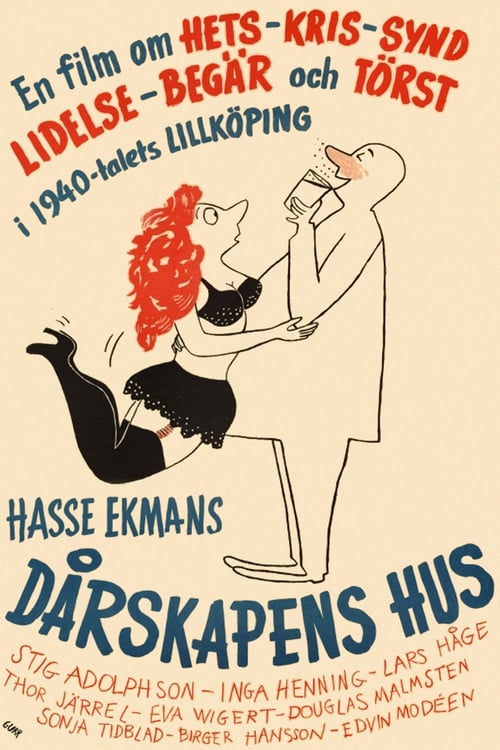 En film om HETS-KRIS-SYND
LIDELSE-BEGÄR och TÖRST
i 1940-talets LILLKÖPING
HASSE EKMANS
DÅRSKAPENS HUS
STIG ADOLPHSON - INGA HENNING - LARS HÅGE
THOR JÄRREL - EVA WIGERT - DOUGLAS MALMSTEN
SONJA TIDBLAD - BIRGER HANSSON - EDVIN MODÉEN